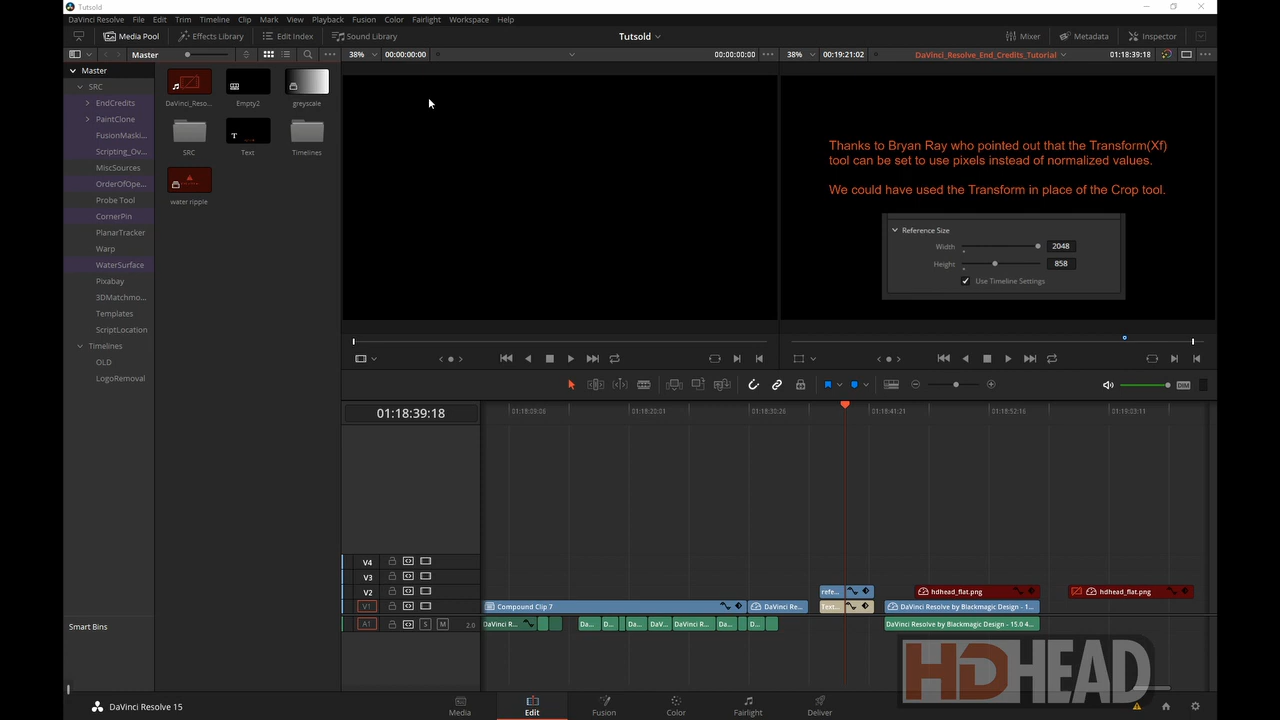 Tutsold
DaVinci Resolve File Edit Trim Timeline Clip Mark View Playback Fusion Color Fairlight Workspace Help
Media Pool Effects Library Edit Index Sound Library Tutsold Mixer Metadata Inspector
Master 38% 00:00:00:00 00:00:00:00 38% 00:19:21:02 DaVinci_Resolve_End_Credits_Tutorial 01:18:39:18
Master
SRC
EndCredits
PaintClone
FusionMaski...
Scripting_Ov...
MiscSources
OrderOfOpe...
Probe Tool
CornerPin
PlanarTracker
Warp
WaterSurface
Pixabay
3DMatchmo...
Templates
ScriptLocation
Timelines
OLD
LogoRemoval
Smart Bins
DaVinci_Reso... Empty2 greyscale
SRC Text Timelines
water ripple
Thanks to Bryan Ray who pointed out that the Transform(Xf)
tool can be set to use pixels instead of normalized values.
We could have used the Transform in place of the Crop tool.
Reference Size
Width 2048
Height 858
Use Timeline Settings
DIM
01:18:39:18 01:18:09:06 01:18:20:01 01:18:30:26 01:18:41:21 01:18:52:16 01:19:03:11
V4
V3
V2 refe... hdhead_flat.png hdhead_flat.png
V1 Compound Clip 7 DaVinci Re... Text... DaVinci Resolve by Blackmagic Design - 1...
A1 S M 2.0 DaVinci R... Da... D... Da... DaV... DaVinci R... Da... D... DaVinci Resolve by Blackmagic Design - 15.0 4...
HDHEAD
DaVinci Resolve 15 Media Edit Fusion Color Fairlight Deliver